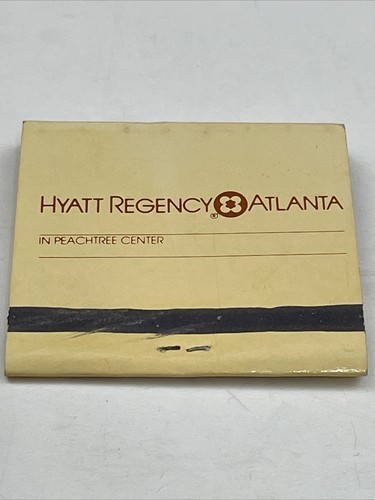 HYATT REGENCY® ATLANTA
IN PEACHTREE CENTER